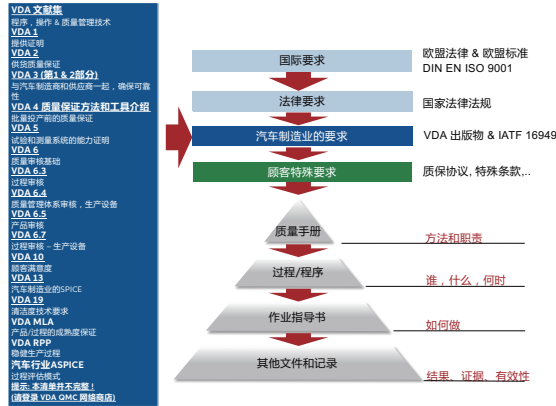 VDA 文献集
程序，操作 & 质量管理技术
VDA 1
提供证明
VDA 2
供货质量保证
VDA 3 (第1 & 2部分)
与汽车制造商和供应商一起，确保可靠
性
VDA 4 质量保证方法和工具介绍
批量投产前的质量保证
VDA 5
试验和测量系统的能力证明
VDA 6
质量审核基础
VDA 6.3
过程审核
VDA 6.4
质量管理体系审核，生产设备
VDA 6.5
产品审核
VDA 6.7
过程审核 – 生产设备
VDA 10
顾客满意度
VDA 13
汽车制造业的SPICE
VDA 19
清洁度技术要求
VDA MLA
产品/过程的成熟度保证
VDA RPP
稳健生产过程
汽车行业ASPICE
过程评估模式
提示: 本清单并不完整！
(请登录 VDA QMC 网络商店)
国际要求
欧盟法律 & 欧盟标准
DIN EN ISO 9001
法律要求
国家法律法规
汽车制造业的要求
VDA 出版物 & IATF 16949
顾客特殊要求
质保协议, 特殊条款,..
质量手册
方法和职责
过程/程序
谁，什么，何时
作业指导书
如何做
其他文件和记录
结果、证据、有效性